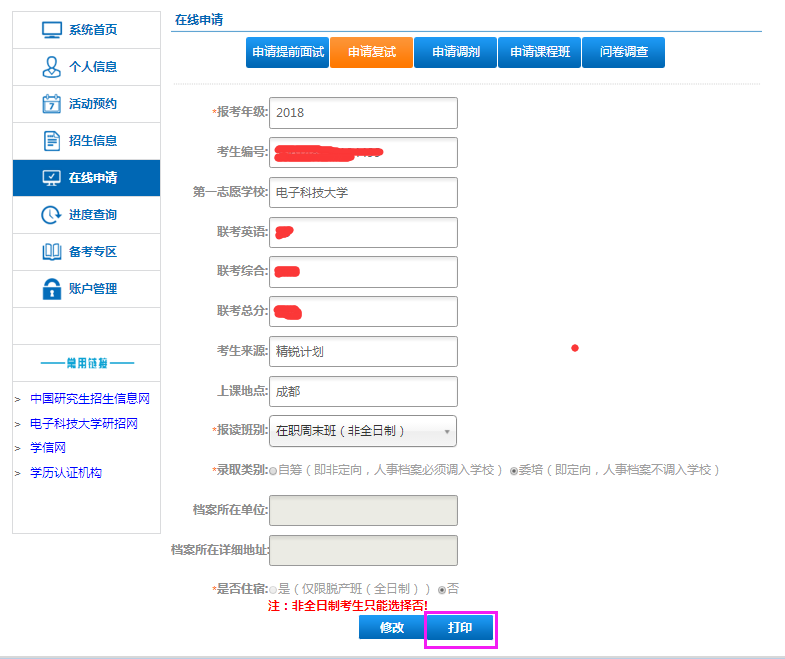 系统首页
个人信息
活动预约
招生信息
在线申请
进度查询
备考专区
账户管理
常用链接
> 中国研究生招生信息网
> 电子科技大学研招网
> 学信网
> 学历认证机构
在线申请
申请提前面试 申请复试 申请调剂 申请课程班 问卷调查
*报考年级: 2018
考生编号:
第一志愿学校: 电子科技大学
联考英语:
联考综合:
联考总分:
考生来源: 精锐计划
上课地点: 成都
*报读班别: 在职周末班（非全日制）
*录取类别: 自筹（即非定向，人事档案必须调入学校） 委培（即定向，人事档案不调入学校）
档案所在单位:
档案所在详细地址:
*是否住宿: 是（仅限脱产班（全日制）） 否
注：非全日制考生只能选择否!
修改 打印